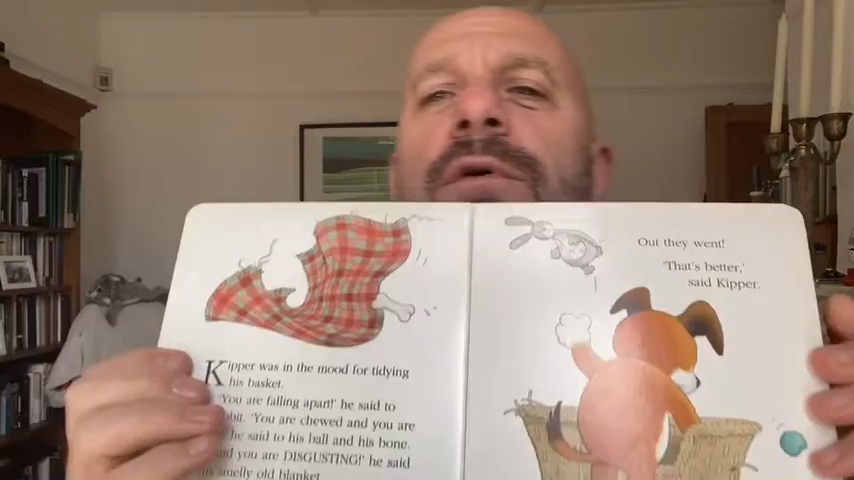 Kipper was in the mood for tidying
his basket.
'You are falling apart!' he said to
'You are chewed and you are
he said to his ball and his bone.
you are DISGUSTING!' he said
smelly old blanket.
Out they went!
'That's better,'
said Kipper.